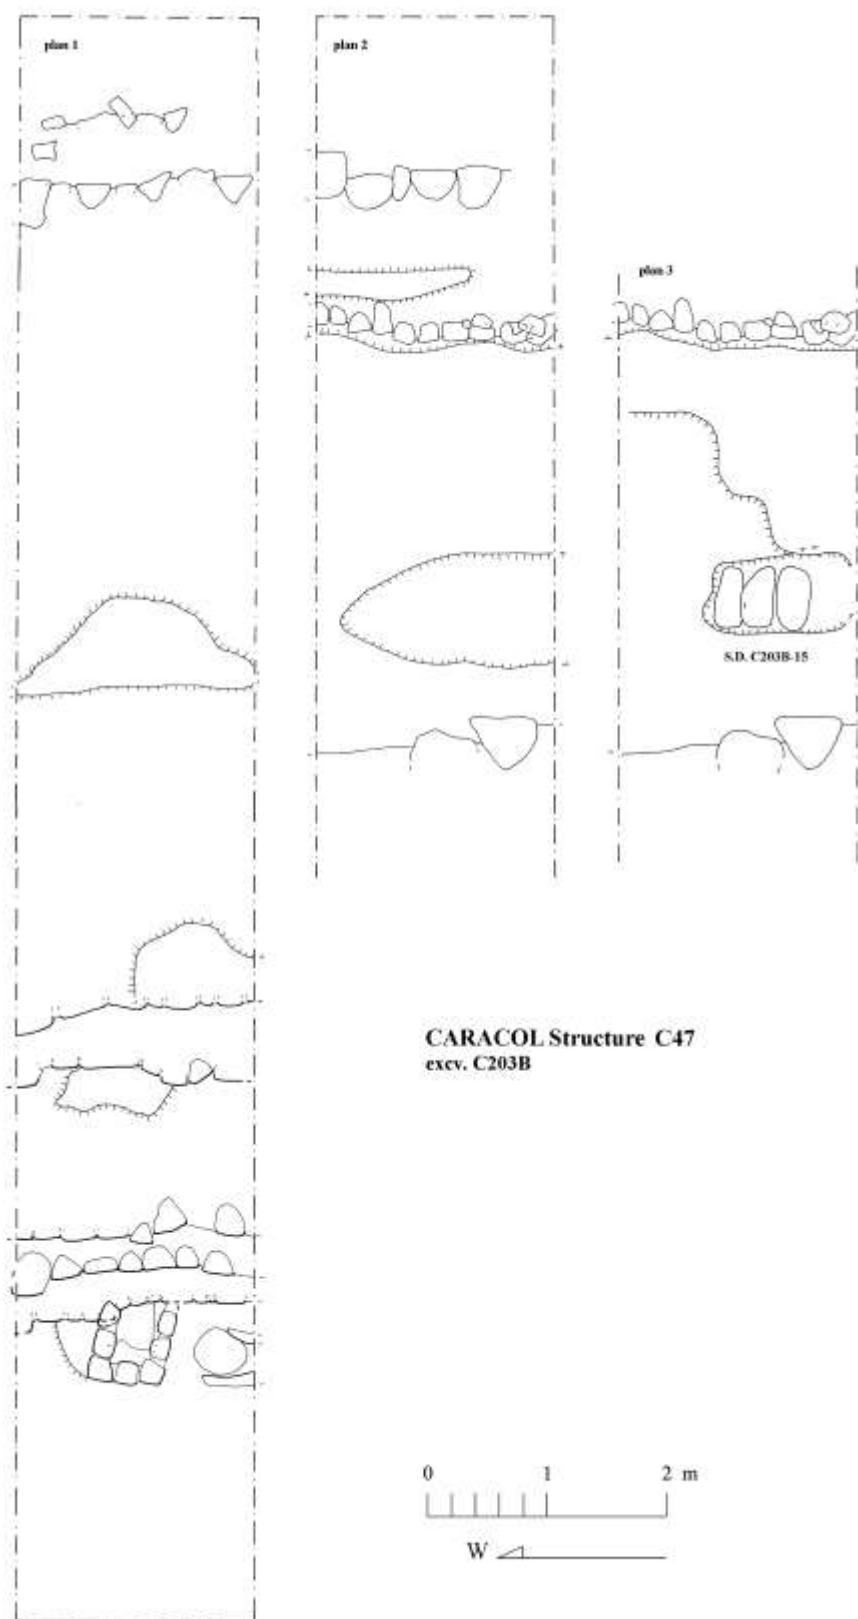 plan 1
plan 2
plan 3
S.D. C203B-15
CARACOL Structure C47
excv. C203B
0 1 2 m
W